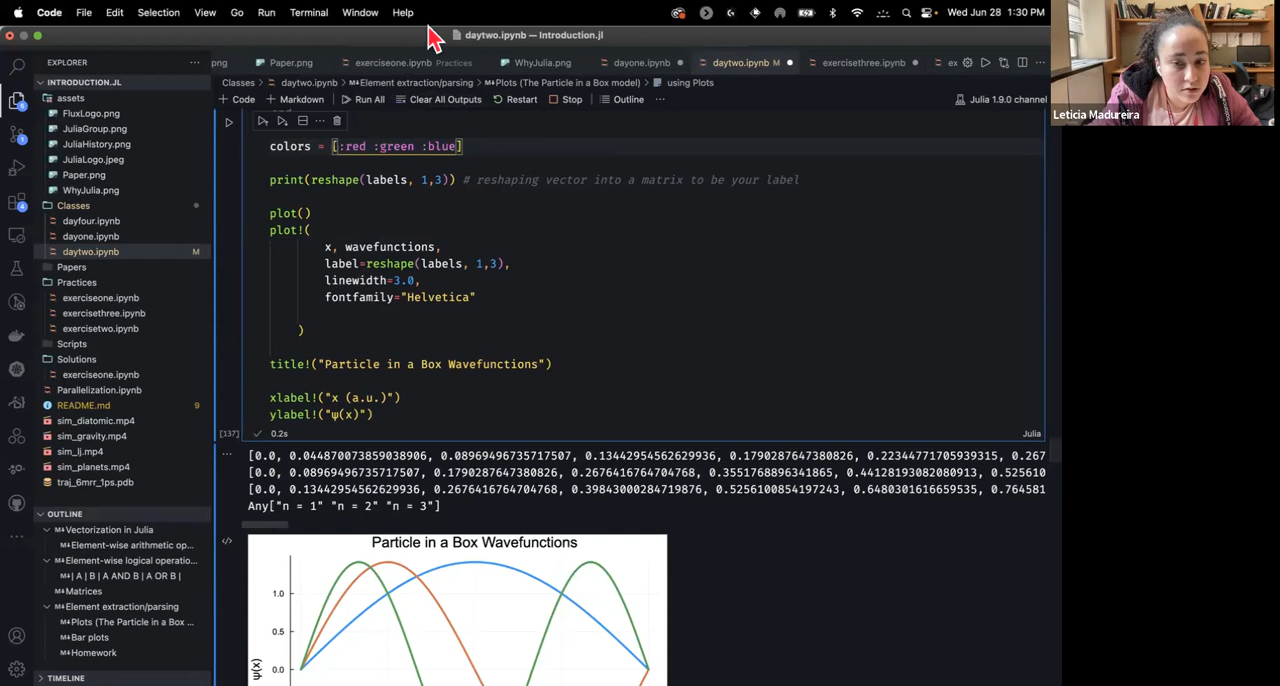 Code File Edit Selection View Go Run Terminal Window Help Wed Jun 28 1:30 PM
daytwo.ipynb — Introduction.jl
EXPLORER ··· png Paper.png exerciseone.ipynb Practices WhyJulia.png dayone.ipynb daytwo.ipynb M exercisethree.ipynb ex ···
Classes > daytwo.ipynb > M↓Element extraction/parsing > M↓Plots (The Particle in a Box model) > using Plots
+ Code + Markdown Run All Clear All Outputs Restart Stop Outline ··· Julia 1.9.0 channel
INTRODUCTION.JL
assets
FluxLogo.png
JuliaGroup.png
JuliaHistory.png
JuliaLogo.jpeg
Paper.png
WhyJulia.png
Classes
dayfour.ipynb
dayone.ipynb
daytwo.ipynb M
Papers
Practices
exerciseone.ipynb
exercisethree.ipynb
exercisetwo.ipynb
Scripts
Solutions
exerciseone.ipynb
Parallelization.ipynb
README.md 9
sim_diatomic.mp4
sim_gravity.mp4
sim_lj.mp4
sim_planets.mp4
traj_6mrr_1ps.pdb
OUTLINE
M↓Vectorization in Julia
M↓Element-wise arithmetic op...
M↓Element-wise logical operatio...
M↓| A | B | A AND B | A OR B |
M↓Matrices
M↓Element extraction/parsing
M↓Plots (The Particle in a Box ...
M↓Bar plots
M↓Homework
TIMELINE
5
4
2
colors = [:red :green :blue]
print(reshape(labels, 1,3)) # reshaping vector into a matrix to be your label
plot()
plot!(
x, wavefunctions,
label=reshape(labels, 1,3),
linewidth=3.0,
fontfamily="Helvetica"
)
title!("Particle in a Box Wavefunctions")
xlabel!("x (a.u.)")
ylabel!("ψ(x)")
[137] 0.2s Julia
[0.0, 0.044870073859038906, 0.08969496735717507, 0.13442954562629936, 0.1790287647380826, 0.22344771705939315, 0.267
[0.0, 0.08969496735717507, 0.1790287647380826, 0.2676416764704768, 0.3551768896341865, 0.44128193082080913, 0.525610
[0.0, 0.13442954562629936, 0.2676416764704768, 0.39843000284719876, 0.5256100854197243, 0.6480301616659535, 0.764581
Any["n = 1" "n = 2" "n = 3"]
Particle in a Box Wavefunctions
1.0
0.5
0.0
ψ(x)
Leticia Madureira